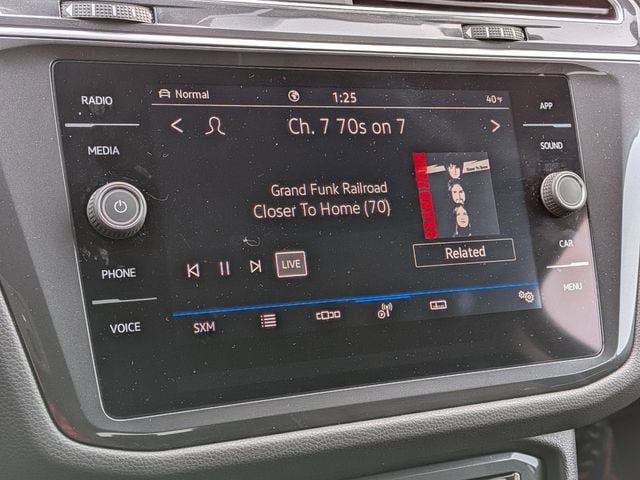 RADIO
MEDIA
PHONE
VOICE
Normal
1:25
40°F
Ch. 7 70s on 7
Grand Funk Railroad
Closer To Home (70)
LIVE
Related
SXM
APP
SOUND
CAR
MENU